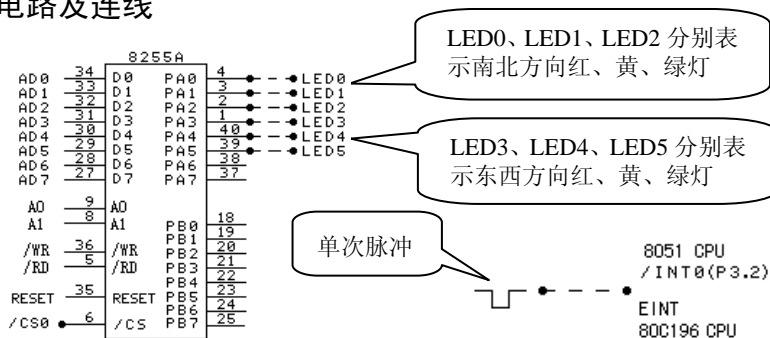 电路及连线
8255A
AD0 34 D0 PA0 4 LED0
AD1 33 D1 PA1 3 LED1
AD2 32 D2 PA2 2 LED2
AD3 31 D3 PA3 1 LED3
AD4 30 D4 PA4 40 LED4
AD5 29 D5 PA5 39 LED5
AD6 28 D6 PA6 38
AD7 27 D7 PA7 37
A0 9 A0
A1 8 A1
PB0 18
PB1 19
/WR 36 /WR PB2 20
/RD 5 /RD PB3 21
PB4 22
RESET 35 RESET PB5 23
PB6 24
/CS0 6 /CS PB7 25
LED0、LED1、LED2 分别表
示南北方向红、黄、绿灯
LED3、LED4、LED5 分别表
示东西方向红、黄、绿灯
单次脉冲
8051 CPU
/INT0(P3.2)
EINT
80C196 CPU